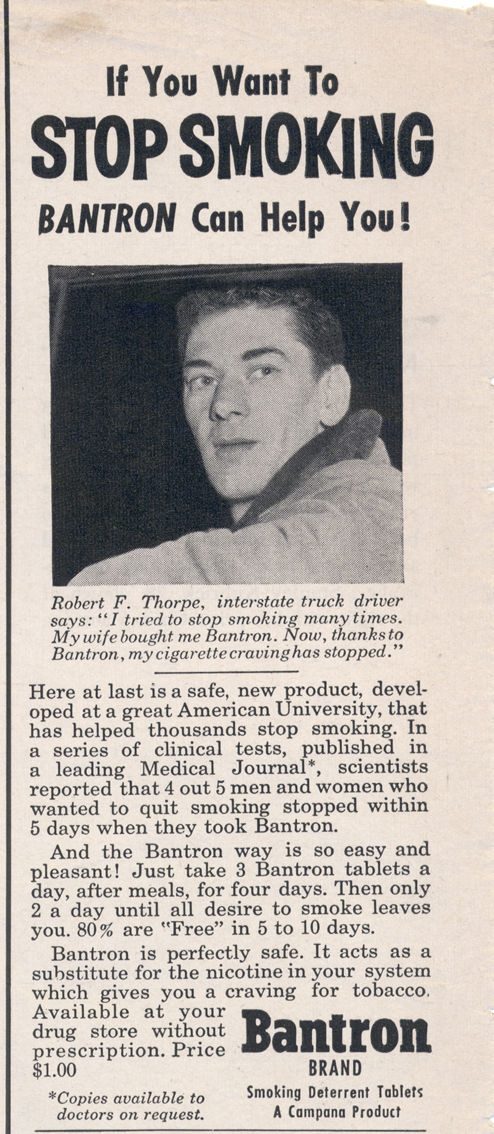 If You Want To
STOP SMOKING
BANTRON Can Help You!
Robert F. Thorpe, interstate truck driver
says: "I tried to stop smoking many times.
My wife bought me Bantron. Now, thanks to
Bantron, my cigarette craving has stopped."
Here at last is a safe, new product, devel-
oped at a great American University, that
has helped thousands stop smoking. In
a series of clinical tests, published in
a leading Medical Journal*, scientists
reported that 4 out 5 men and women who
wanted to quit smoking stopped within
5 days when they took Bantron.
And the Bantron way is so easy and
pleasant! Just take 3 Bantron tablets a
day, after meals, for four days. Then only
2 a day until all desire to smoke leaves
you. 80% are "Free" in 5 to 10 days.
Bantron is perfectly safe. It acts as a
substitute for the nicotine in your system
which gives you a craving for tobacco.
Available at your
drug store without
prescription. Price
$1.00
*Copies available to
doctors on request.
Bantron
BRAND
Smoking Deterrent Tablets
A Campana Product